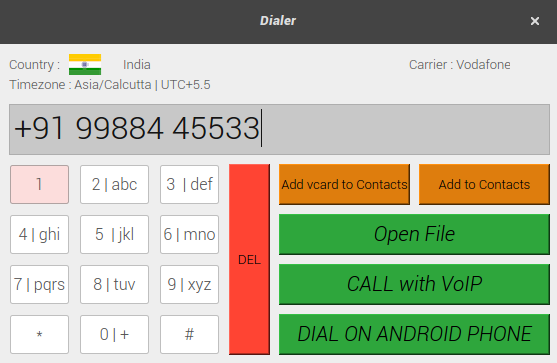 Dialer ×
Country : India Carrier : Vodafone
Timezone : Asia/Calcutta | UTC+5.5
+91 99884 45533
1 2 | abc 3 | def DEL Add vcard to Contacts Add to Contacts
4 | ghi 5 | jkl 6 | mno Open File
7 | pqrs 8 | tuv 9 | xyz CALL with VoIP
* 0 | + # DIAL ON ANDROID PHONE